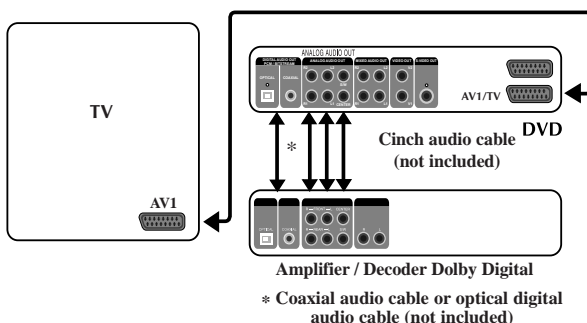 ANALOG AUDIO OUT
DIGITAL AUDIO OUT
ANALOG AUDIO OUT
MIXED AUDIO OUT
VIDEO OUT
S-VIDEO OUT
OPTICAL
COAXIAL
S/W
CENTER
TV
AV1/TV
DVD
*
Cinch audio cable
(not included)
AV1
OPTICAL
COAXIAL
Amplifier / Decoder Dolby Digital
* Coaxial audio cable or optical digital
audio cable (not included)